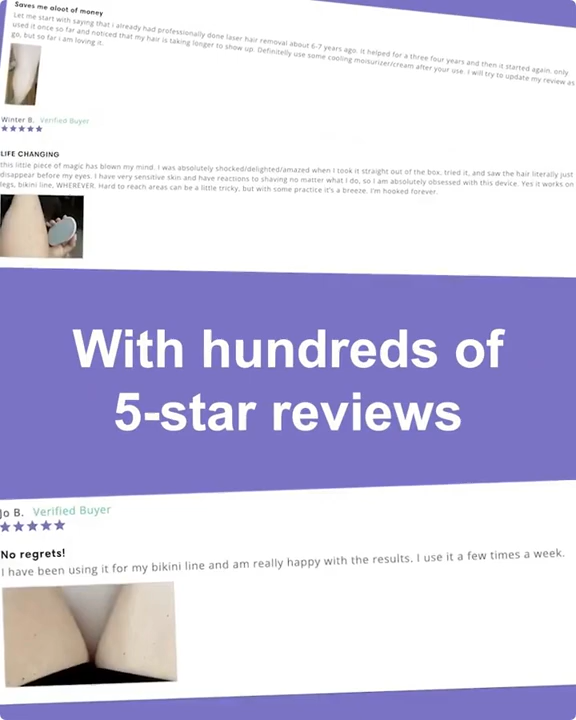 Saves me aloot of money
Let me start with saying that i already had professionally done laser hair removal about 6-7 years ago. It helped for a three four years and then it started again. only
used it once so far and noticed that my hair is taking longer to show up. Definitelly use some cooling moisurizer/cream after your use. I will try to update my review as
go, but so far i am loving it.
Winter B. Verified Buyer
LIFE CHANGING
this little piece of magic has blown my mind. I was absolutely shocked/delighted/amazed when I took it straight out of the box, tried it, and saw the hair literally just
disappear before my eyes. I have very sensitive skin and have reactions to shaving no matter what I do, so I am absolutely obsessed with this device. Yes it works on
legs, bikini line, WHEREVER. Hard to reach areas can be a little tricky, but with some practice it's a breeze. I'm hooked forever.
With hundreds of
5-star reviews
Jo B. Verified Buyer
No regrets!
I have been using it for my bikini line and am really happy with the results. I use it a few times a week.